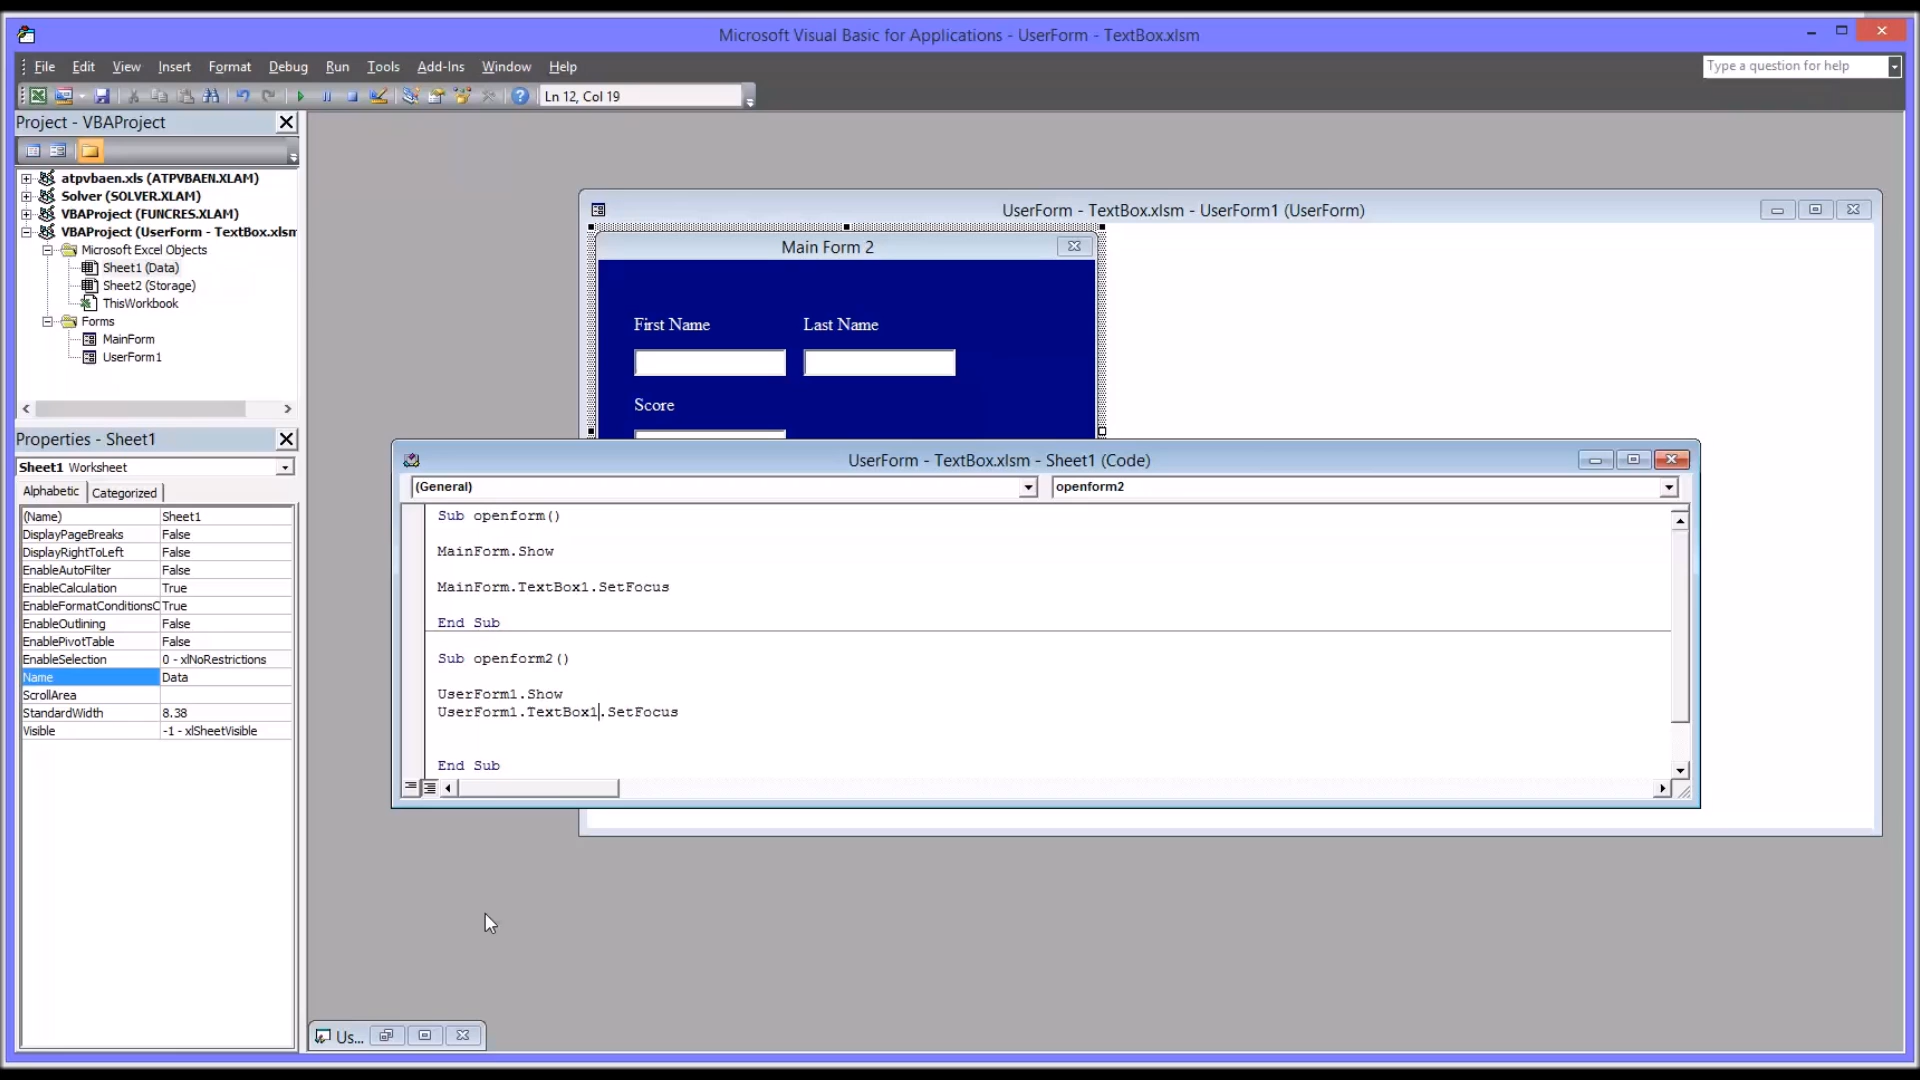 Microsoft Visual Basic for Applications - UserForm - TextBox.xlsm
File Edit View Insert Format Debug Run Tools Add-Ins Window Help
Type a question for help
Ln 12, Col 19
Project - VBAProject
atpvbaen.xls (ATPVBAEN.XLAM)
Solver (SOLVER.XLAM)
VBAProject (FUNCRES.XLAM)
VBAProject (UserForm - TextBox.xlsm
Microsoft Excel Objects
Sheet1 (Data)
Sheet2 (Storage)
ThisWorkbook
Forms
MainForm
UserForm1
Properties - Sheet1
Sheet1 Worksheet
Alphabetic Categorized
(Name) Sheet1
DisplayPageBreaks False
DisplayRightToLeft False
EnableAutoFilter False
EnableCalculation True
EnableFormatConditionsC True
EnableOutlining False
EnablePivotTable False
EnableSelection 0 - xlNoRestrictions
Name Data
ScrollArea
StandardWidth 8.38
Visible -1 - xlSheetVisible
UserForm - TextBox.xlsm - UserForm1 (UserForm)
Main Form 2
First Name Last Name
Score
UserForm - TextBox.xlsm - Sheet1 (Code)
(General) openform2
Sub openform()
MainForm.Show
MainForm.TextBox1.SetFocus
End Sub
Sub openform2()
UserForm1.Show
UserForm1.TextBox1.SetFocus
End Sub
Us...